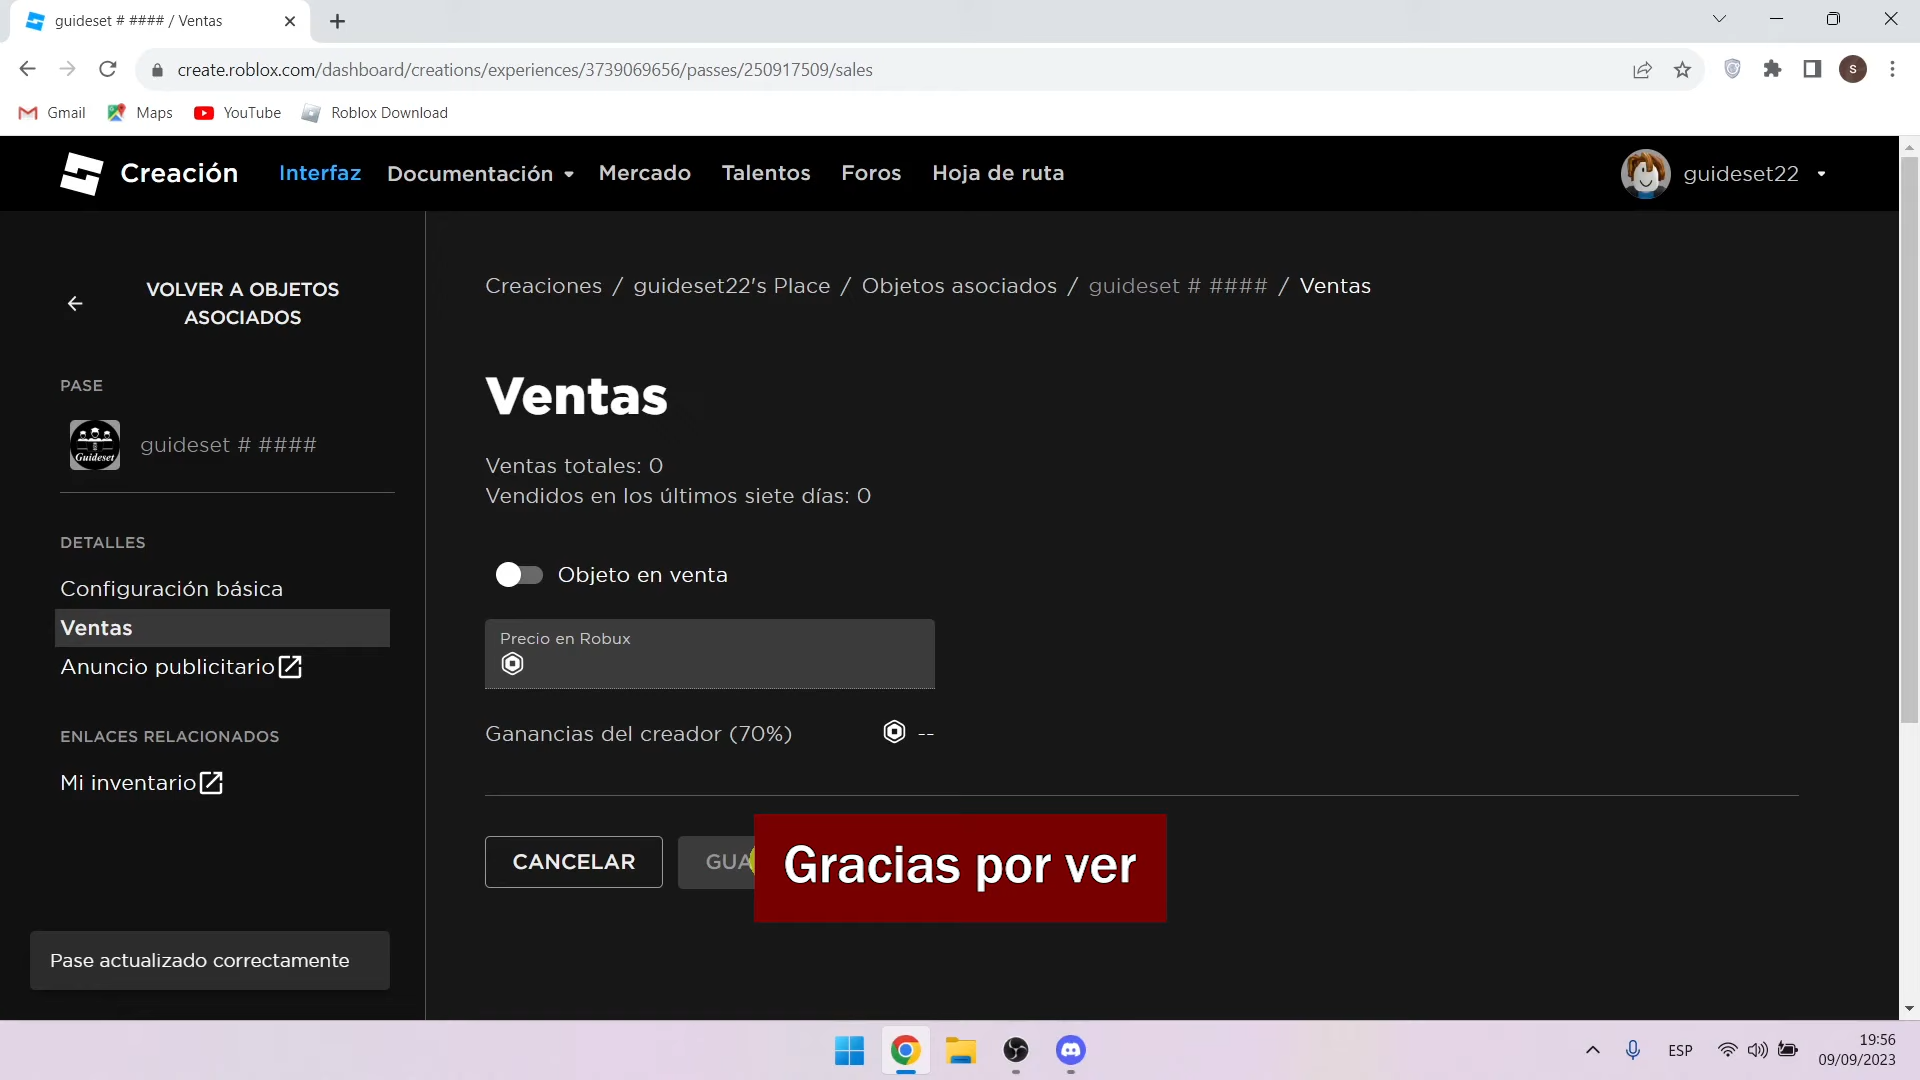 guideset # #### / Ventas
create.roblox.com/dashboard/creations/experiences/3739069656/passes/250917509/sales
S
Gmail Maps YouTube Roblox Download
Creación Interfaz Documentación Mercado Talentos Foros Hoja de ruta guideset22
VOLVER A OBJETOS
ASOCIADOS
PASE
Guideset
guideset # ####
DETALLES
Configuración básica
Ventas
Anuncio publicitario
ENLACES RELACIONADOS
Mi inventario
Pase actualizado correctamente
Creaciones / guideset22's Place / Objetos asociados / guideset # #### / Ventas
Ventas
Ventas totales: 0
Vendidos en los últimos siete días: 0
Objeto en venta
Precio en Robux
Ganancias del creador (70%) --
CANCELAR
GUA
Gracias por ver
ESP
19:56
09/09/2023